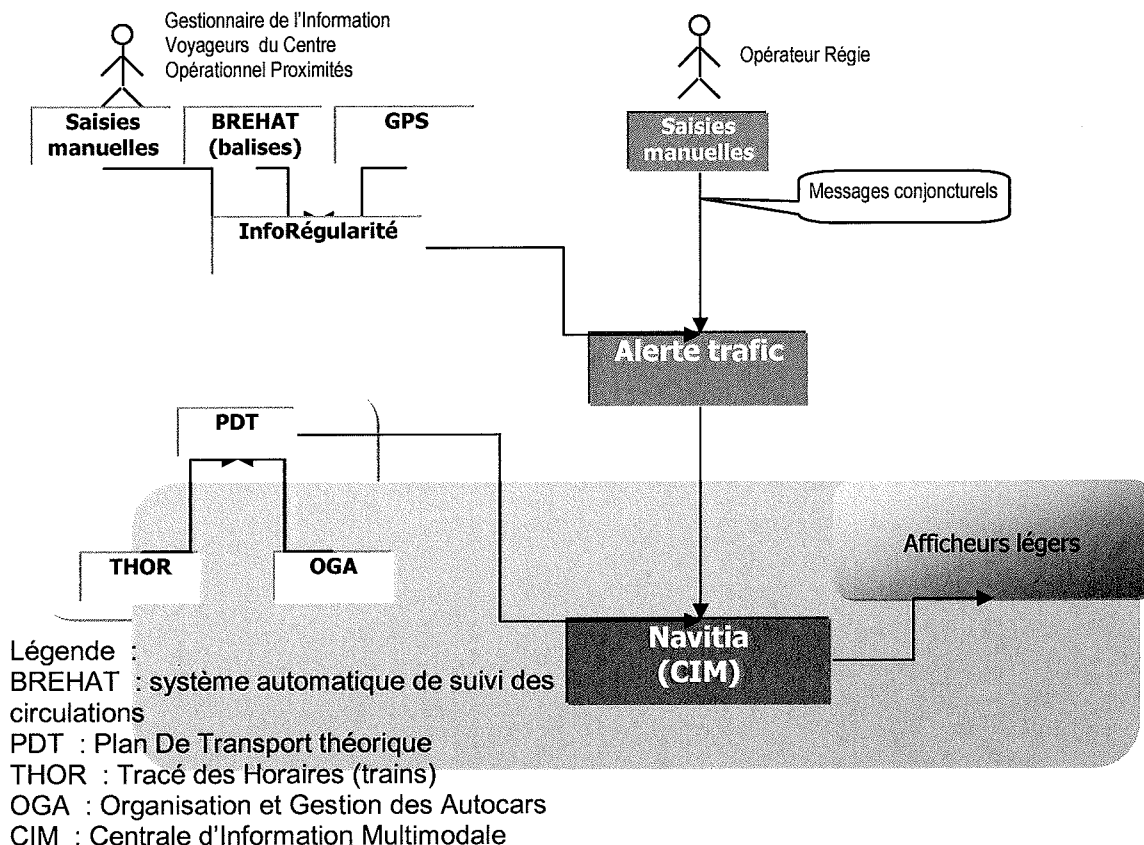 Gestionnaire de l'Information
Voyageurs du Centre
Opérationnel Proximités
Opérateur Régie
Saisies
manuelles
BREHAT
(balises)
GPS
Saisies
manuelles
Messages conjoncturels
InfoRégularité
Alerte trafic
PDT
Afficheurs légers
THOR
OGA
Navitia
(CIM)
Légende :
BREHAT : système automatique de suivi des
circulations
PDT : Plan De Transport théorique
THOR : Tracé des Horaires (trains)
OGA : Organisation et Gestion des Autocars
CIM : Centrale d'Information Multimodale